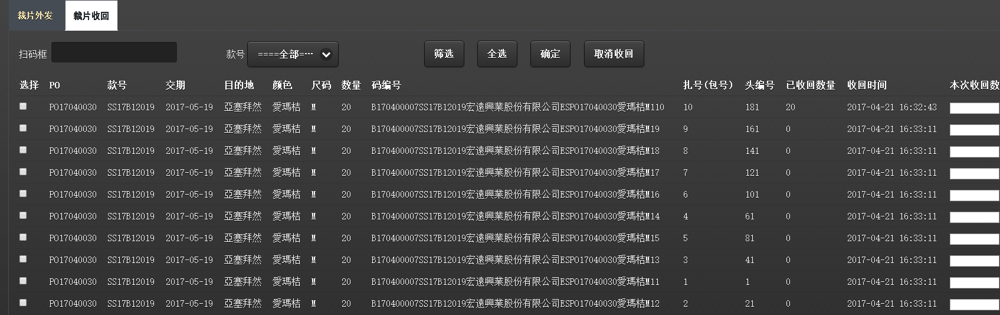 裁片外发 裁片收回
扫码框 款号 ====全部=… 筛选 全选 确定 取消收回
选择 PO 款号 交期 目的地 颜色 尺码 数量 码编号 扎号(包号) 头编号 已收回数量 收回时间 本次收回数
PO17040030 SS17B12019 2017-05-19 亞塞拜然 愛瑪桔 M 20 B170400007SS17B12019宏遠興業股份有限公司ESPO17040030愛瑪桔M110 10 181 20 2017-04-21 16:32:43
PO17040030 SS17B12019 2017-05-19 亞塞拜然 愛瑪桔 M 20 B170400007SS17B12019宏遠興業股份有限公司ESPO17040030愛瑪桔M19 9 161 0 2017-04-21 16:33:11
PO17040030 SS17B12019 2017-05-19 亞塞拜然 愛瑪桔 M 20 B170400007SS17B12019宏遠興業股份有限公司ESPO17040030愛瑪桔M18 8 141 0 2017-04-21 16:33:11
PO17040030 SS17B12019 2017-05-19 亞塞拜然 愛瑪桔 M 20 B170400007SS17B12019宏遠興業股份有限公司ESPO17040030愛瑪桔M17 7 121 0 2017-04-21 16:33:11
PO17040030 SS17B12019 2017-05-19 亞塞拜然 愛瑪桔 M 20 B170400007SS17B12019宏遠興業股份有限公司ESPO17040030愛瑪桔M16 6 101 0 2017-04-21 16:33:11
PO17040030 SS17B12019 2017-05-19 亞塞拜然 愛瑪桔 M 20 B170400007SS17B12019宏遠興業股份有限公司ESPO17040030愛瑪桔M14 4 61 0 2017-04-21 16:33:11
PO17040030 SS17B12019 2017-05-19 亞塞拜然 愛瑪桔 M 20 B170400007SS17B12019宏遠興業股份有限公司ESPO17040030愛瑪桔M15 5 81 0 2017-04-21 16:33:11
PO17040030 SS17B12019 2017-05-19 亞塞拜然 愛瑪桔 M 20 B170400007SS17B12019宏遠興業股份有限公司ESPO17040030愛瑪桔M13 3 41 0 2017-04-21 16:33:11
PO17040030 SS17B12019 2017-05-19 亞塞拜然 愛瑪桔 M 20 B170400007SS17B12019宏遠興業股份有限公司ESPO17040030愛瑪桔M11 1 1 0 2017-04-21 16:33:11
PO17040030 SS17B12019 2017-05-19 亞塞拜然 愛瑪桔 M 20 B170400007SS17B12019宏遠興業股份有限公司ESPO17040030愛瑪桔M12 2 21 0 2017-04-21 16:33:11